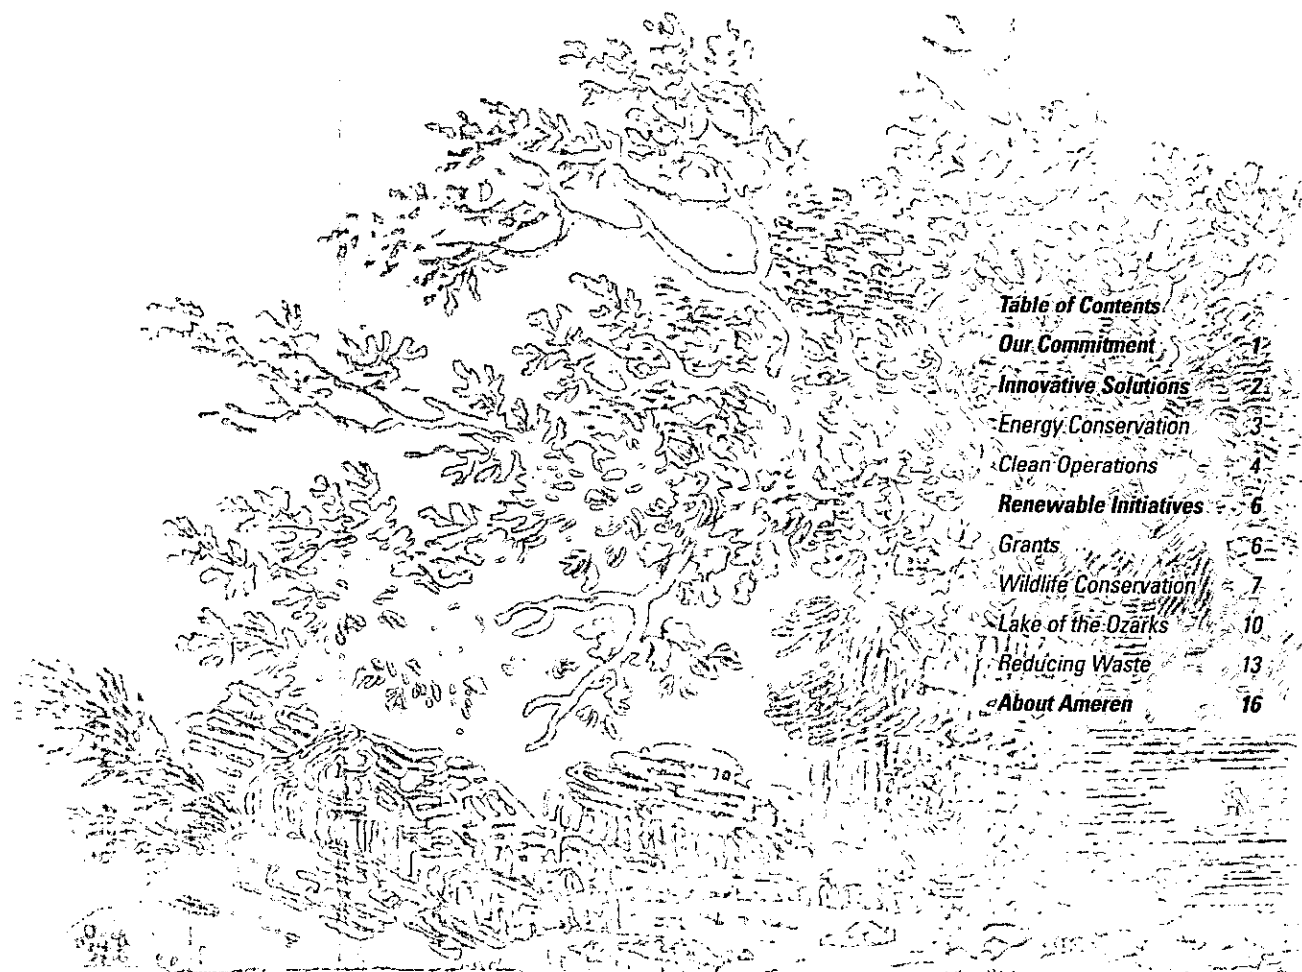 Table of Contents
Our Commitment 1
Innovative Solutions 2
Energy Conservation 3
Clean Operations 4
Renewable Initiatives 6
Grants 6
Wildlife Conservation 7
Lake of the Ozarks 10
Reducing Waste 13
About Ameren 16